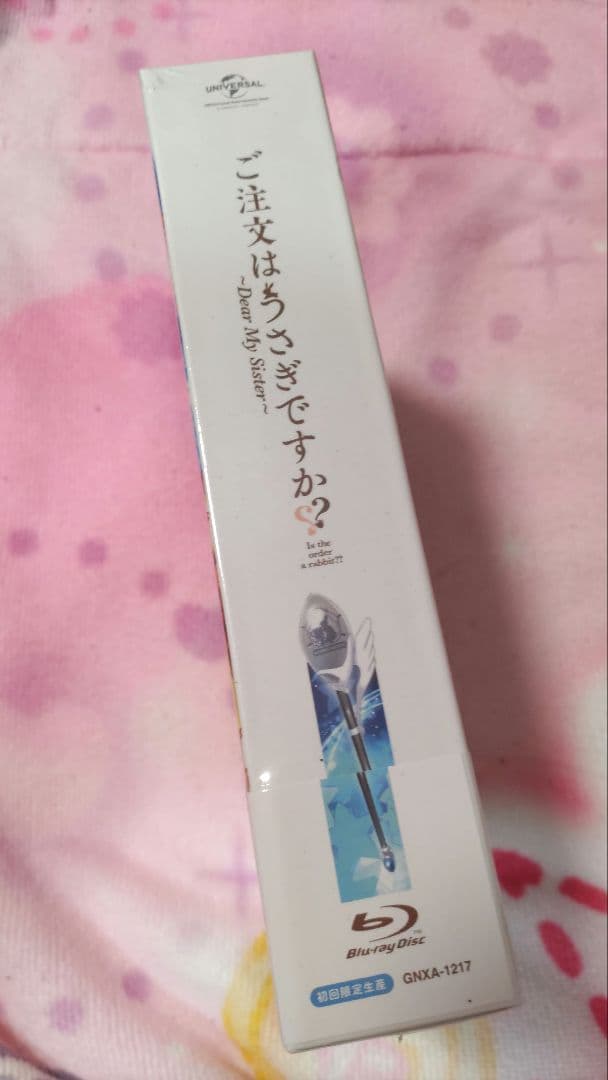 UNIVERSAL
ご注文はうさぎですか??
~Dear My Sister~
Is the
order
a rabbit??
Blu-ray Disc
TM
初回限定生産
GNXA-1217